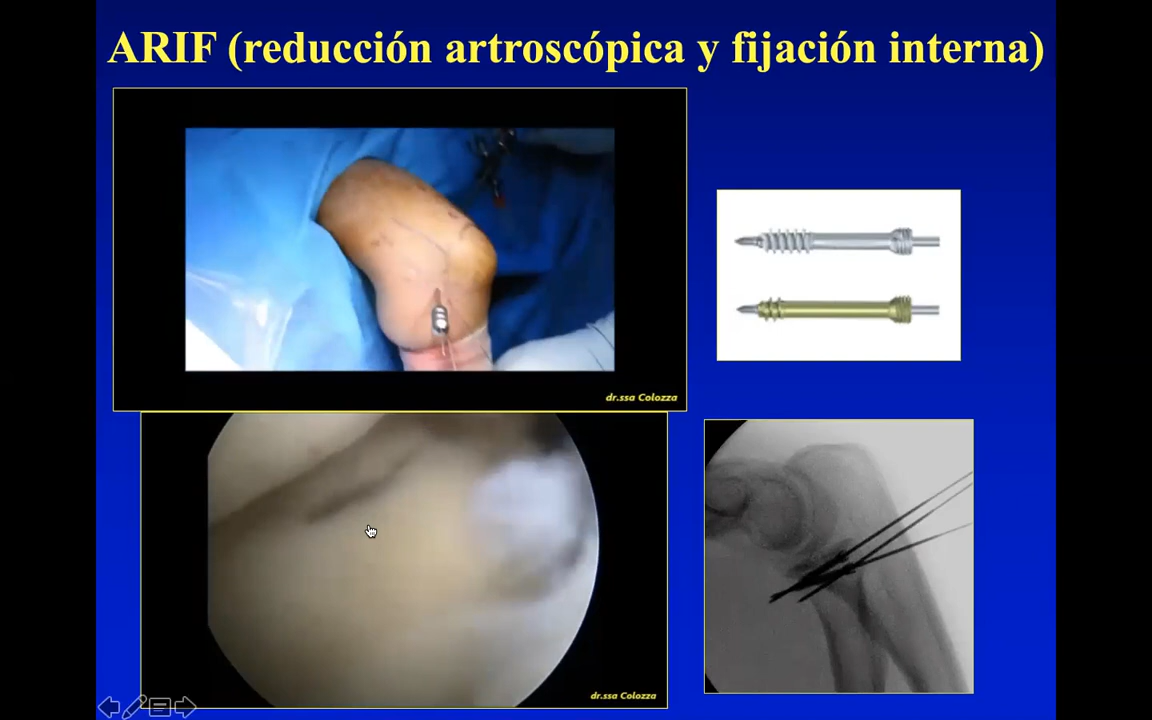 ARIF (reducción artroscópica y fijación interna)
dr.ssa Colozza
dr.ssa Colozza